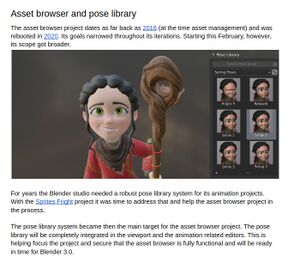 Asset browser and pose library
The asset browser project dates as far back as 2016 (at the time asset management) and was
rebooted in 2020. Its goals narrowed throughout its iterations. Starting this February, however,
its scope got broader.
Pose Library
Spring Poses
Angry 4
Relaxed
For years the Blender studio needed a robust pose library system for its animation projects.
With the Sprites Fright project it was time to address that and help the asset browser project in
the process.
The pose library system became then the main target for the asset browser project. The pose
library will be completely integrated in the viewport and the animation related editors. This is
helping focus the project and secure that the asset browser is fully functional and will be ready
in time for Blender 3.0.